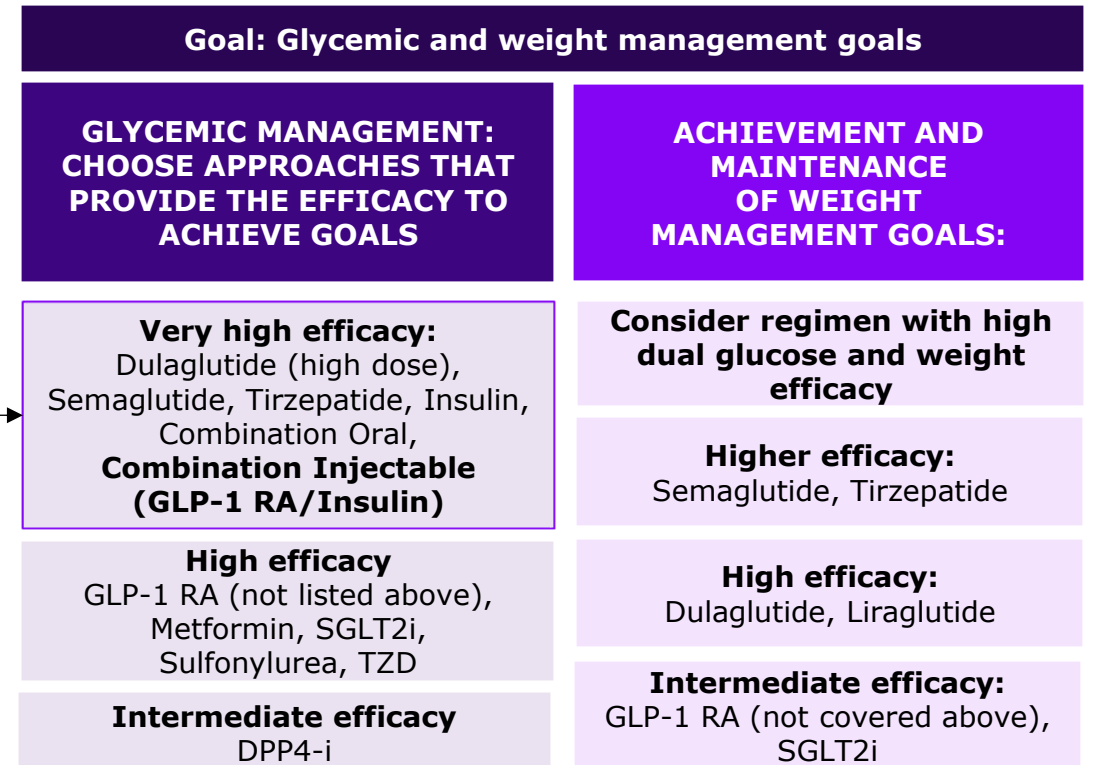 Goal: Glycemic and weight management goals
GLYCEMIC MANAGEMENT:
CHOOSE APPROACHES THAT
PROVIDE THE EFFICACY TO
ACHIEVE GOALS
Very high efficacy:
Dulaglutide (high dose),
Semaglutide, Tirzepatide, Insulin,
Combination Oral,
Combination Injectable
(GLP-1 RA/Insulin)
High efficacy
GLP-1 RA (not listed above),
Metformin, SGLT2i,
Sulfonylurea, TZD
Intermediate efficacy
DPP4-i
ACHIEVEMENT AND
MAINTENANCE
OF WEIGHT
MANAGEMENT GOALS:
Consider regimen with high
dual glucose and weight
efficacy
Higher efficacy:
Semaglutide, Tirzepatide
High efficacy:
Dulaglutide, Liraglutide
Intermediate efficacy:
GLP-1 RA (not covered above),
SGLT2i